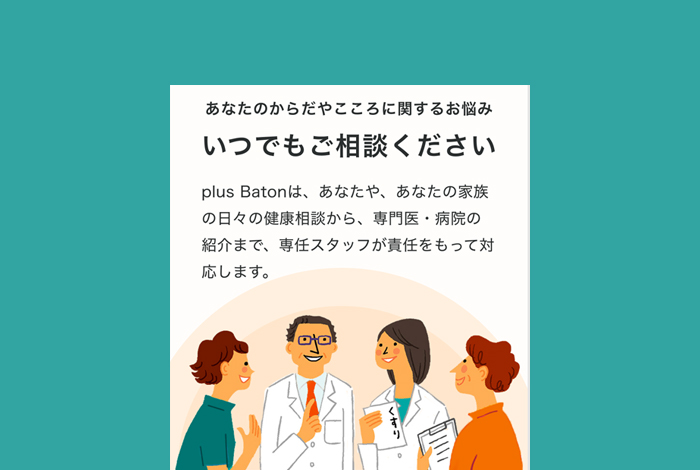 あなたのからだやこころに関するお悩み
いつでもご相談ください
plus Batonは、あなたや、あなたの家族
の日々の健康相談から、専門医・病院の
紹介まで、専任スタッフが責任をもって対
応します。
くすり